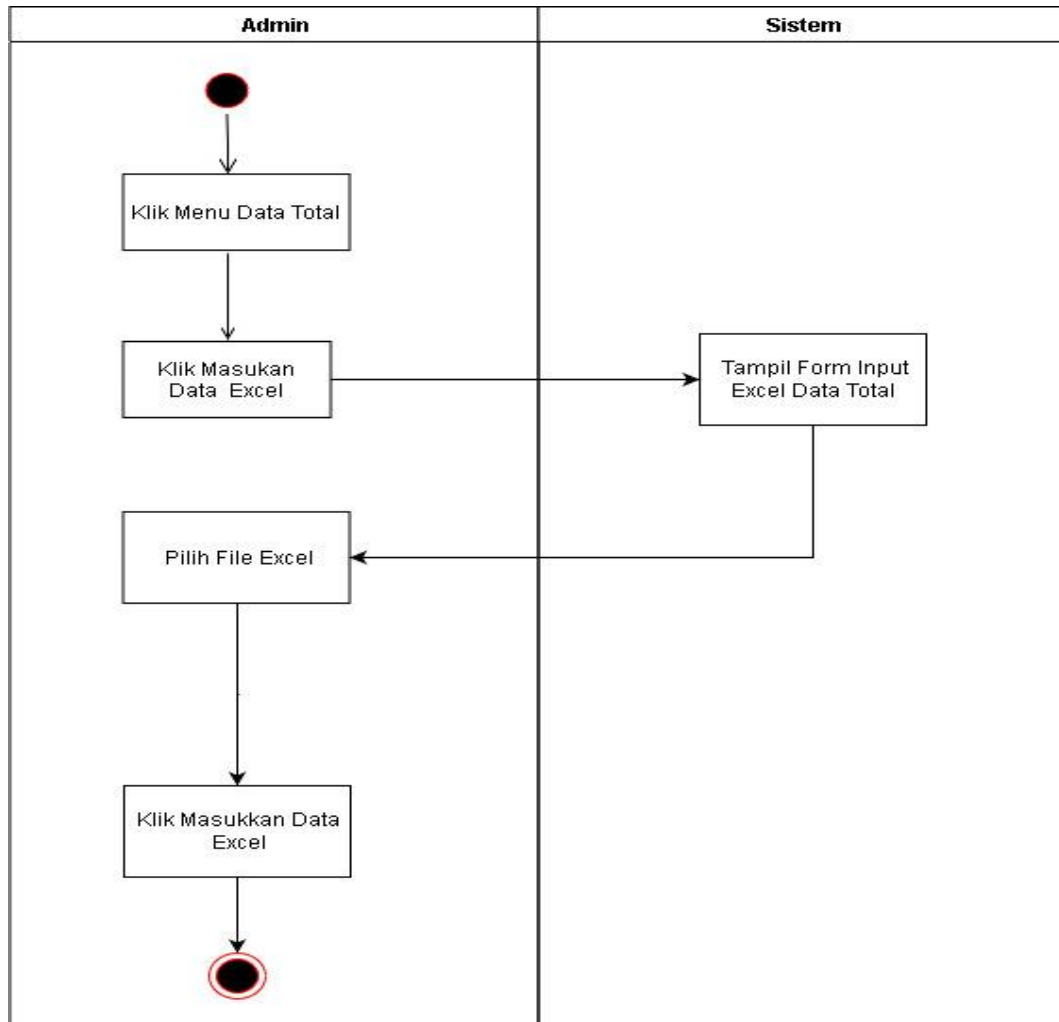 Admin
Sistem
Klik Menu Data Total
Klik Masukan
Data Excel
Tampil Form Input
Excel Data Total
Pilih File Excel
Klik Masukkan Data
Excel